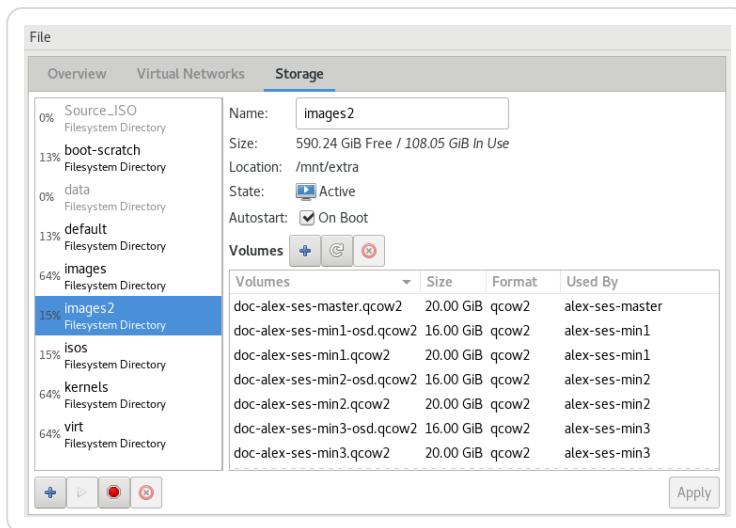 File
Overview Virtual Networks Storage
0% Source_ISO
Filesystem Directory
13% boot-scratch
Filesystem Directory
0% data
Filesystem Directory
13% default
Filesystem Directory
64% images
Filesystem Directory
15% images2
Filesystem Directory
15% isos
Filesystem Directory
64% kernels
Filesystem Directory
64% virt
Filesystem Directory
Name: images2
Size: 590.24 GiB Free / 108.05 GiB In Use
Location: /mnt/extra
State: Active
Autostart: On Boot
Volumes
Volumes Size Format Used By
doc-alex-ses-master.qcow2 20.00 GiB qcow2 alex-ses-master
doc-alex-ses-min1-osd.qcow2 16.00 GiB qcow2 alex-ses-min1
doc-alex-ses-min1.qcow2 20.00 GiB qcow2 alex-ses-min1
doc-alex-ses-min2-osd.qcow2 16.00 GiB qcow2 alex-ses-min2
doc-alex-ses-min2.qcow2 20.00 GiB qcow2 alex-ses-min2
doc-alex-ses-min3-osd.qcow2 16.00 GiB qcow2 alex-ses-min3
doc-alex-ses-min3.qcow2 20.00 GiB qcow2 alex-ses-min3
Apply